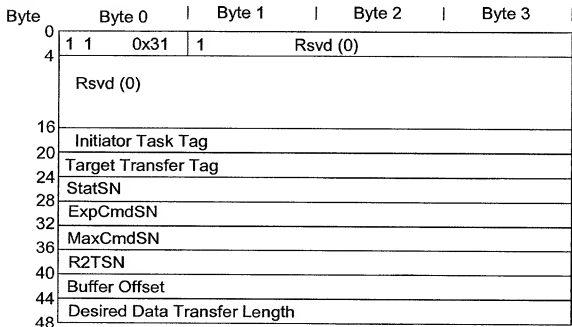 Byte Byte 0 | Byte 1 | Byte 2 | Byte 3
0
1 1 0x31 1 Rsvd (0)
4
Rsvd (0)
16
Initiator Task Tag
20
Target Transfer Tag
24
StatSN
28
ExpCmdSN
32
MaxCmdSN
36
R2TSN
40
Buffer Offset
44
Desired Data Transfer Length
48